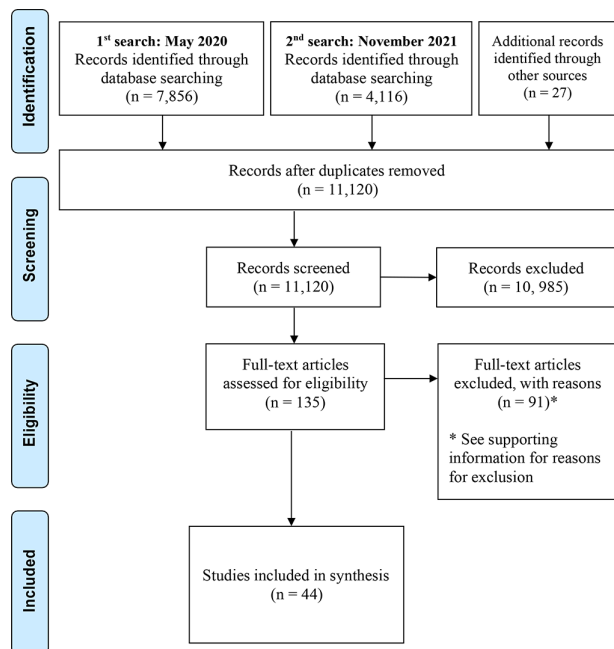 Identification
1st search: May 2020
Records identified through
database searching
(n = 7,856)
2nd search: November 2021
Records identified through
database searching
(n = 4,116)
Additional records
identified through
other sources
(n = 27)
Records after duplicates removed
(n = 11,120)
Screening
Records screened
(n = 11,120)
Records excluded
(n = 10, 985)
Eligibility
Full-text articles
assessed for eligibility
(n = 135)
Full-text articles
excluded, with reasons
(n = 91)*
* See supporting
information for reasons
for exclusion
Included
Studies included in synthesis
(n = 44)